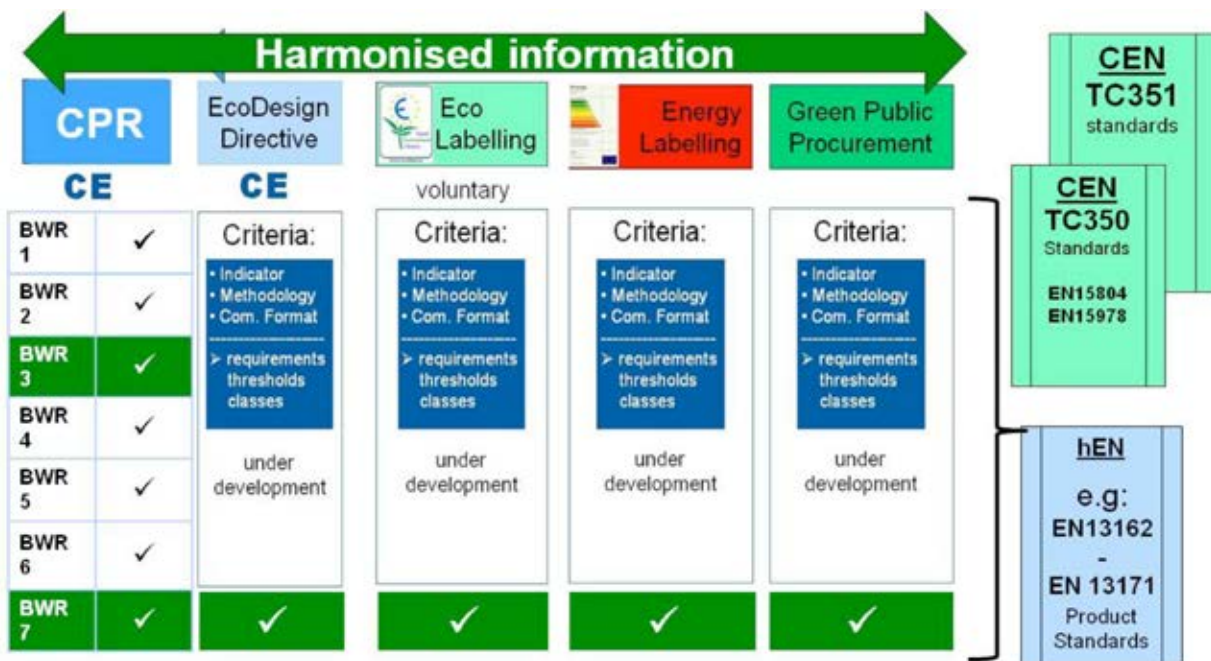 Harmonised information
CPR
EcoDesign
Directive
Eco
Labelling
Energy
Labelling
Green Public
Procurement
CE
CE
voluntary
BWR
1
✓
BWR
2
✓
BWR
3
✓
BWR
4
✓
BWR
5
✓
BWR
6
✓
BWR
7
✓
Criteria:
• Indicator
• Methodology
• Com. Format
➢ requirements
thresholds
classes
under
development
✓
Criteria:
• Indicator
• Methodology
• Com. Format
➢ requirements
thresholds
classes
under
development
✓
Criteria:
• Indicator
• Methodology
• Com. Format
➢ requirements
thresholds
classes
under
development
✓
Criteria:
• Indicator
• Methodology
• Com. Format
➢ requirements
thresholds
classes
under
development
✓
CEN
TC351
standards
CEN
TC350
Standards
EN15804
EN15978
hEN
e.g:
EN13162
-
EN 13171
Product
Standards